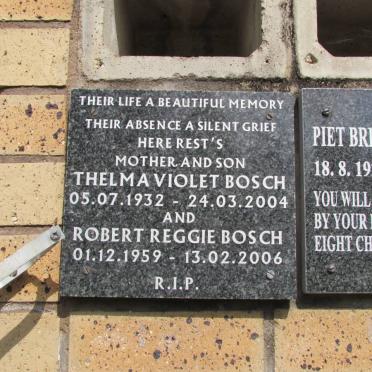 THEIR LIFE A BEAUTIFUL MEMORY
THEIR ABSENCE A SILENT GRIEF
HERE REST'S
MOTHER AND SON
THELMA VIOLET BOSCH
05.07.1932 - 24.03.2004
AND
ROBERT REGGIE BOSCH
01.12.1959 - 13.02.2006
R.I.P.
PIET
18. 8. 19
YOU WILL
BY YOUR
EIGHT